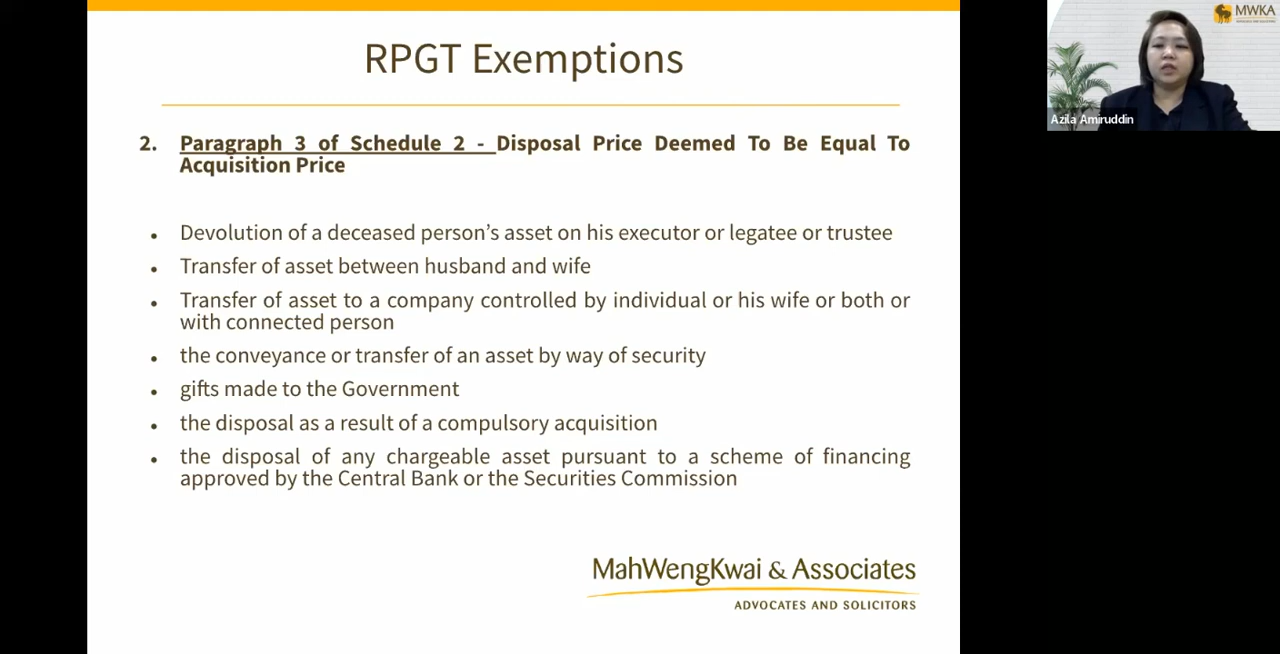 RPGT Exemptions
2. Paragraph 3 of Schedule 2 - Disposal Price Deemed To Be Equal To
Acquisition Price
• Devolution of a deceased person’s asset on his executor or legatee or trustee
• Transfer of asset between husband and wife
• Transfer of asset to a company controlled by individual or his wife or both or
with connected person
• the conveyance or transfer of an asset by way of security
• gifts made to the Government
• the disposal as a result of a compulsory acquisition
• the disposal of any chargeable asset pursuant to a scheme of financing
approved by the Central Bank or the Securities Commission
MahWengKwai & Associates
ADVOCATES AND SOLICITORS
MWKA
Azila Amiruddin